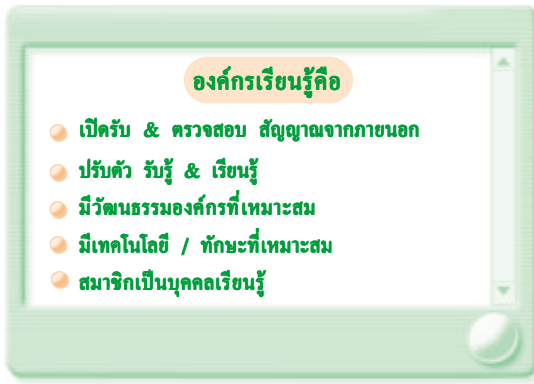 องค์กรเรียนรู้คือ
เปิดรับ & ตรวจสอบ สัญญาณจากภายนอก
ปรับตัว รับรู้ & เรียนรู้
มีวัฒนธรรมองค์กรที่เหมาะสม
มีเทคโนโลยี / ทักษะที่เหมาะสม
สมาชิกเป็นบุคคลเรียนรู้